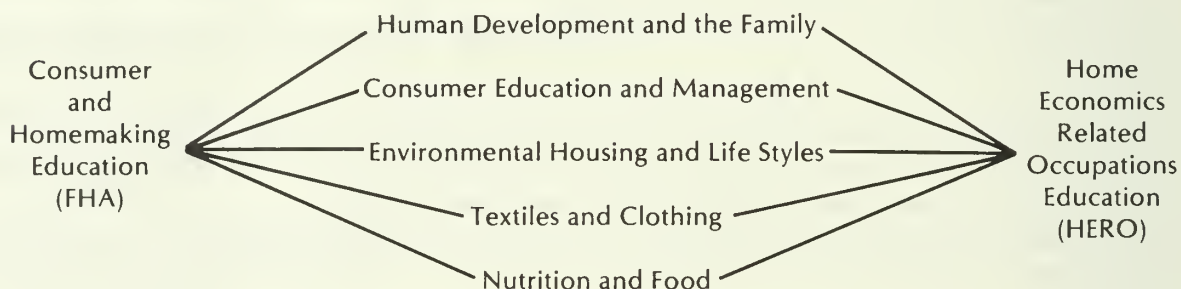 Consumer
and
Homemaking
Education
(FHA)
Human Development and the Family
Consumer Education and Management
Environmental Housing and Life Styles
Textiles and Clothing
Nutrition and Food
Home
Economics
Related
Occupations
Education
(HERO)